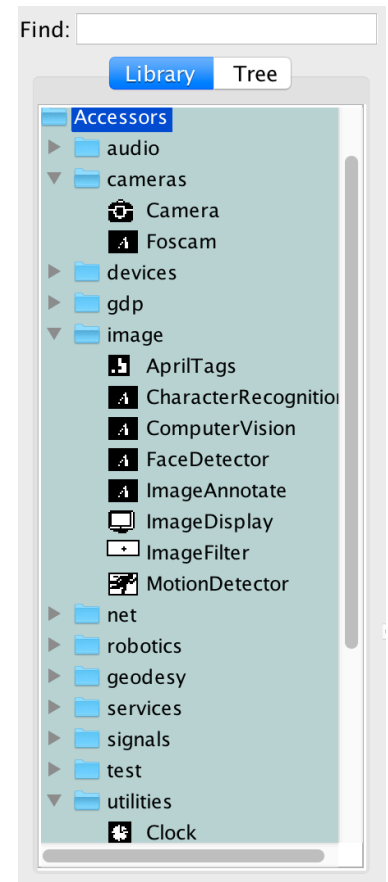 Find:
Library Tree
Accessors
audio
cameras
Camera
Foscam
devices
gdp
image
AprilTags
CharacterRecognition
ComputerVision
FaceDetector
ImageAnnotate
ImageDisplay
ImageFilter
MotionDetector
net
robotics
geodesy
services
signals
test
utilities
Clock